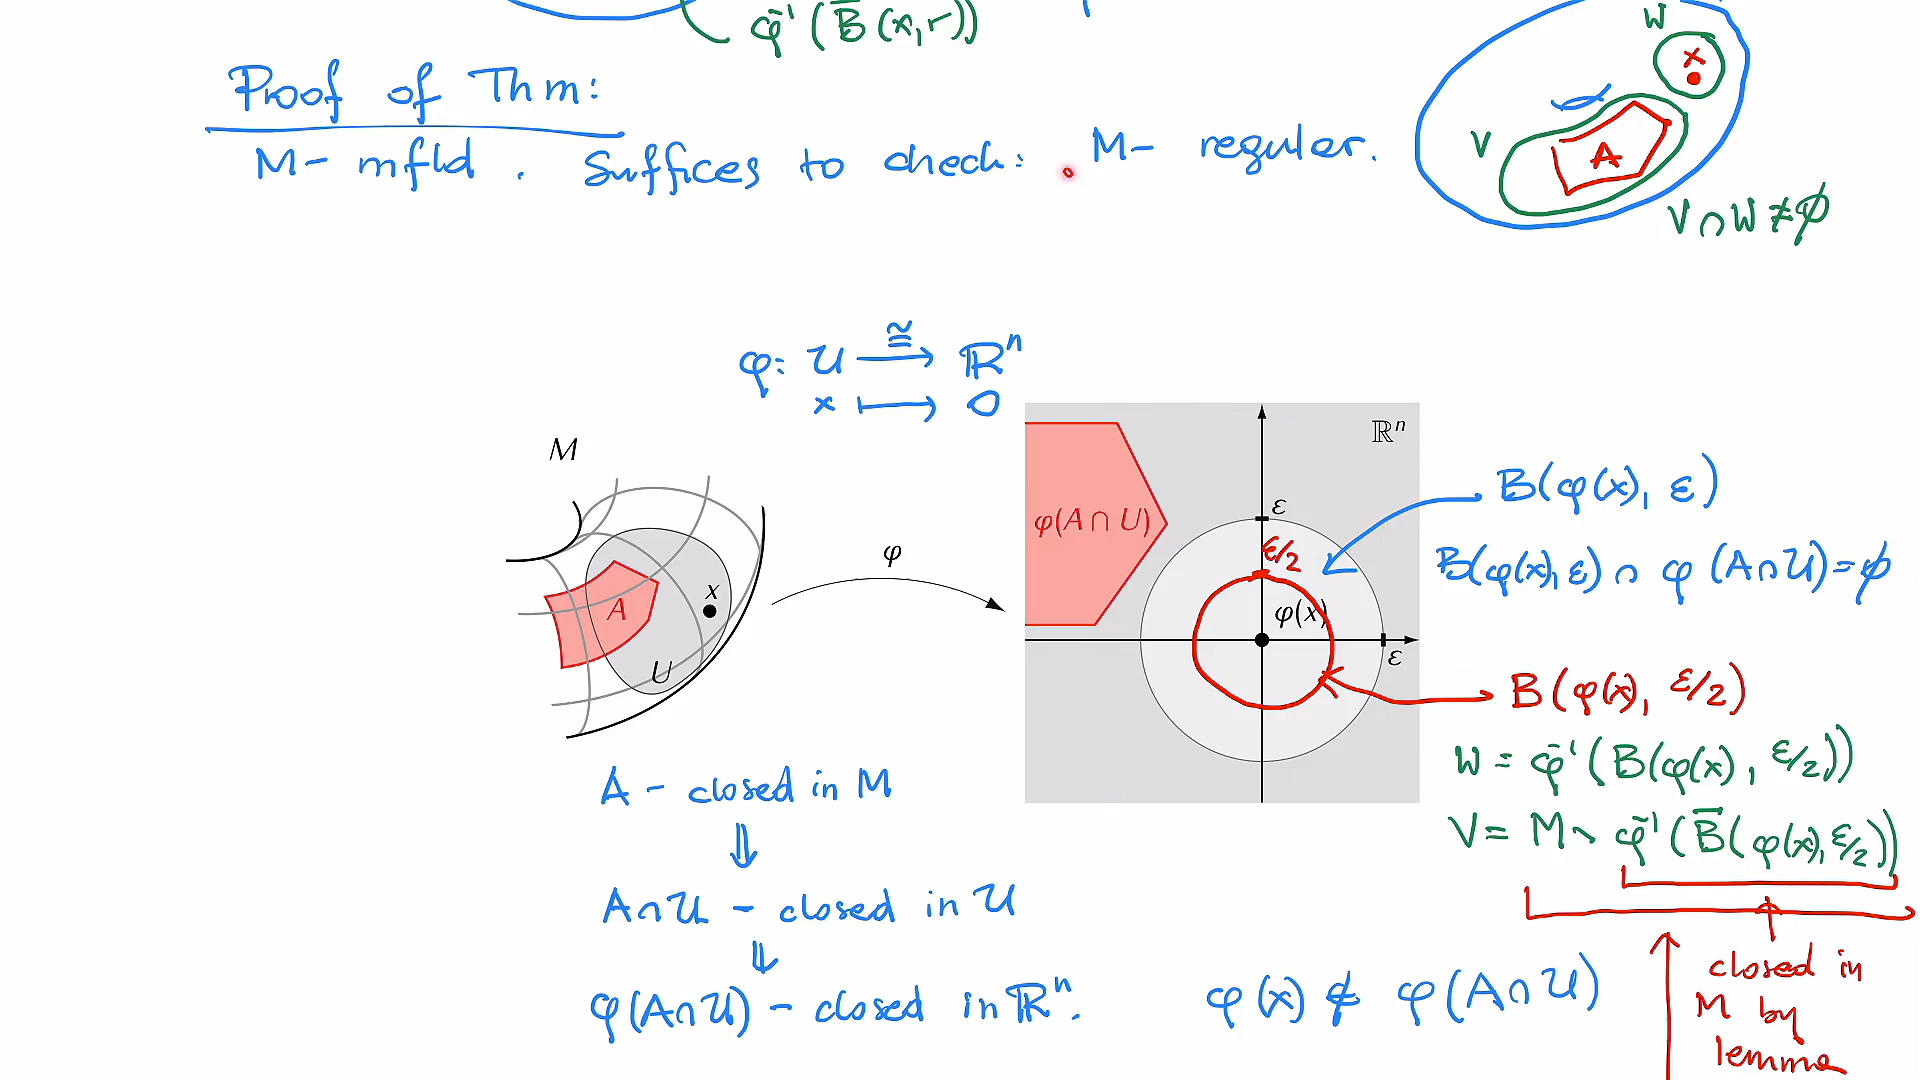 φ⁻¹(B̄(x,r))
Proof of Thm:
M- mfld. Suffices to check: M- regular.
W
x
V
A
V∩W≠∅
φ: U ≅→ ℝⁿ
x ↦ 0
M
A
x
U
φ
ℝⁿ
φ(A ∩ U)
ε
ε/2
φ(x)
ε
B(φ(x), ε)
B(φ(x), ε) ∩ φ(A∩U)=∅
B(φ(x), ε/2)
W = φ⁻¹(B(φ(x), ε/2))
V = M∖φ⁻¹(B̄(φ(x), ε/2))
closed in
M by
lemma
A - closed in M
⇓
A∩U - closed in U
⇓
φ(A∩U) - closed in ℝⁿ.
φ(x) ∉ φ(A∩U)